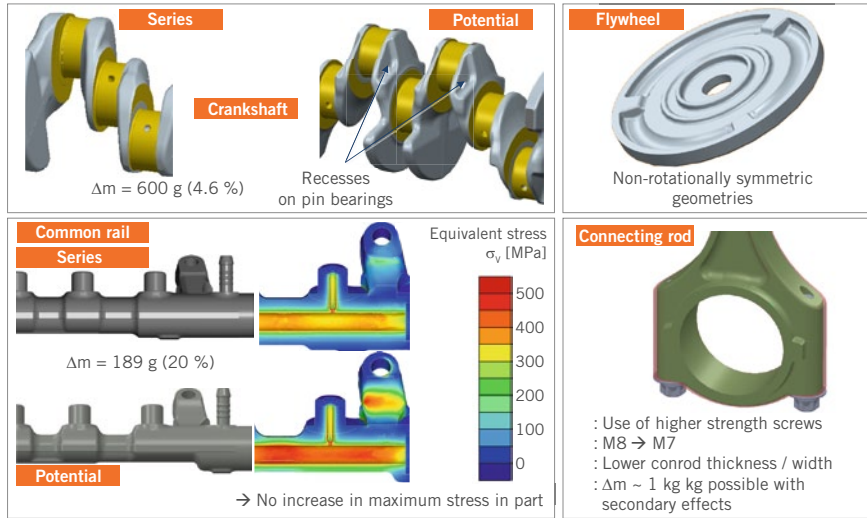 Series
Potential
Crankshaft
Δm = 600 g (4.6 %)
Recesses
on pin bearings
Flywheel
Non-rotationally symmetric
geometries
Common rail
Series
Δm = 189 g (20 %)
Potential
Equivalent stress
σv [MPa]
500
400
300
200
100
0
→ No increase in maximum stress in part
Connecting rod
: Use of higher strength screws
: M8 → M7
: Lower conrod thickness / width
: Δm ~ 1 kg kg possible with
secondary effects